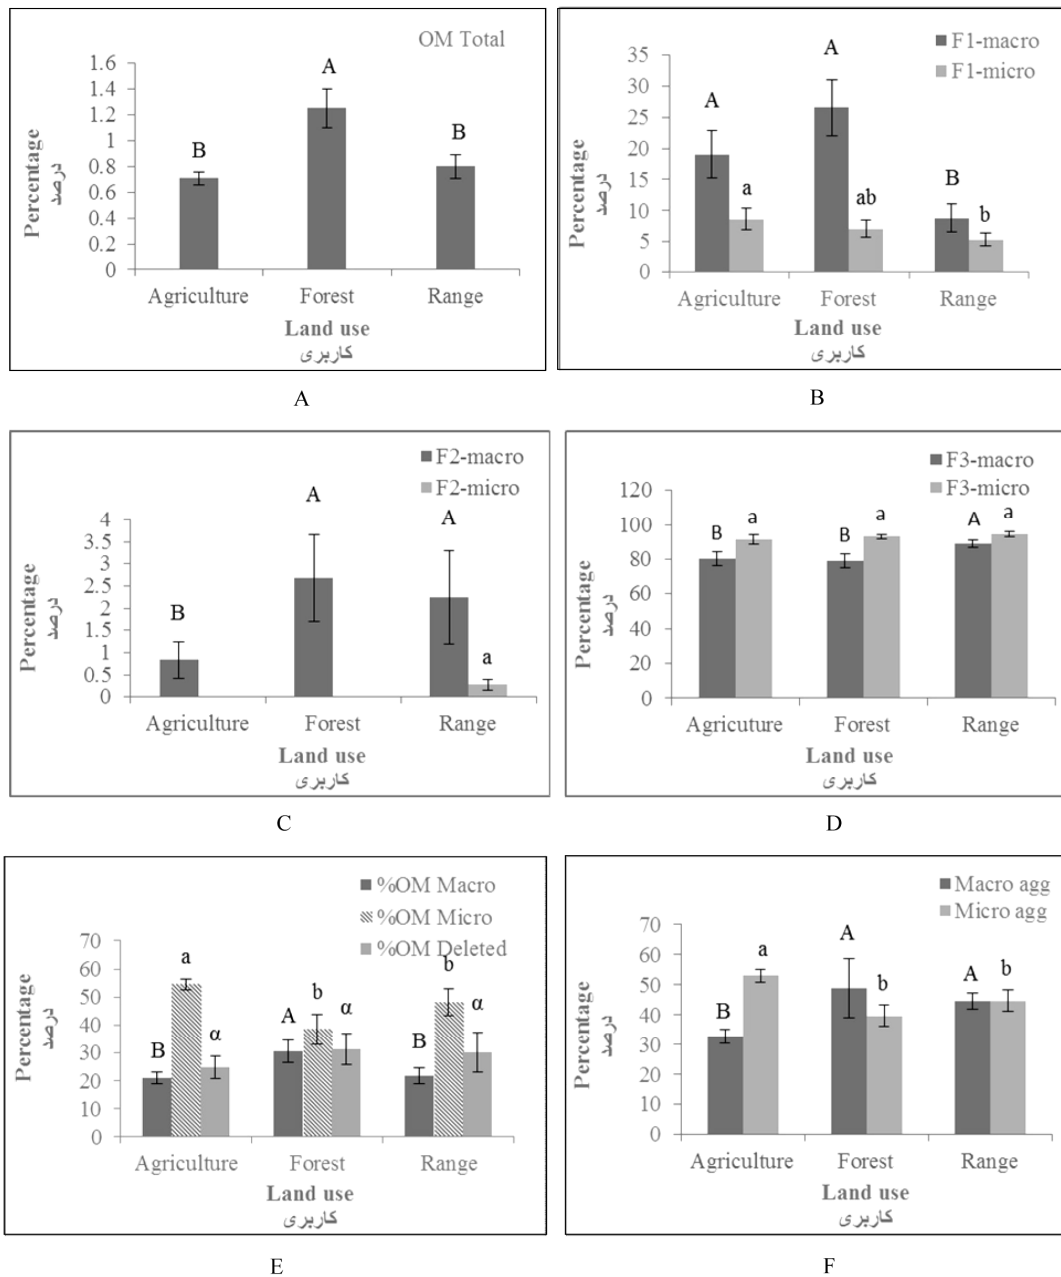 OM Total
1.6
A
1.4
1.2
B
B
1
0.8
0.6
0.4
0.2
0
Percentage
درصد
Agriculture Forest Range
Land use
کاربری
A
F1-macro
F1-micro
35
A
30
A
25
20
15
B
a
ab
b
10
5
0
Percentage
درصد
Agriculture Forest Range
Land use
کاربری
B
F2-macro
F2-micro
A
A
4
3.5
3
2.5
B
2
1.5
a
1
0.5
0
Percentage
درصد
Agriculture Forest Range
Land use
کاربری
C
F3-macro
F3-micro
120
B a B a A a
100
80
60
40
20
0
Percentage
درصد
Agricuture Forest Range
Land use
کاربری
D
%OM Macro
%OM Micro
%OM Deleted
70
a
b
60
b
α
α
50
A
40
B
α
B
30
20
10
0
Percentage
درصد
Agriculture Forest Range
Land use
کاربری
E
Macro agg
Micro agg
70
A
a
60
A b
b
50
B
40
30
20
10
0
Percentage
درصد
Agriculture Forest Range
Land use
کاربری
F